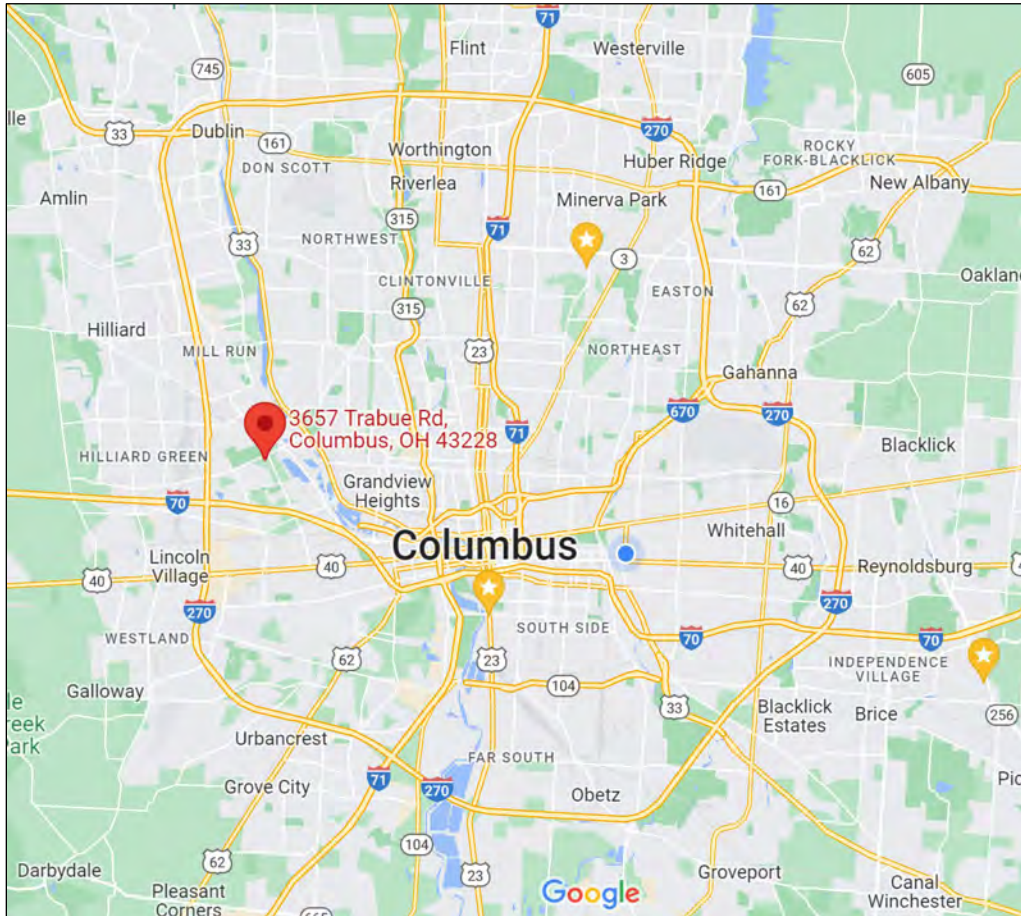 71
Flint
Westerville
745
605
lle
33
Dublin
270
161
Worthington
Huber Ridge
ROCKY
FORK-BLACKLICK
DON SCOTT
Riverlea
161
New Albany
Amlin
Minerva Park
315
71
33
NORTHWEST
3
62
CLINTONVILLE
Oakland
EASTON
315
62
Hilliard
MILL RUN
23
NORTHEAST
Gahanna
670
270
3657 Trabue Rd,
Columbus, OH 43228
71
Blacklick
HILLIARD GREEN
Grandview
Heights
70
16
Whitehall
Columbus
Lincoln
Village
40
40
40
Reynoldsburg
4
270
270
WESTLAND
SOUTH SIDE
70
70
62
23
INDEPENDENCE
VILLAGE
Galloway
104
le
reek
Park
33
Blacklick
Estates
Brice
256
Urbancrest
FAR SOUTH
71
270
Pic
Grove City
Obetz
104
62
23
Darbydale
Groveport
Google
Canal
Winchester
Pleasant
Corners
665